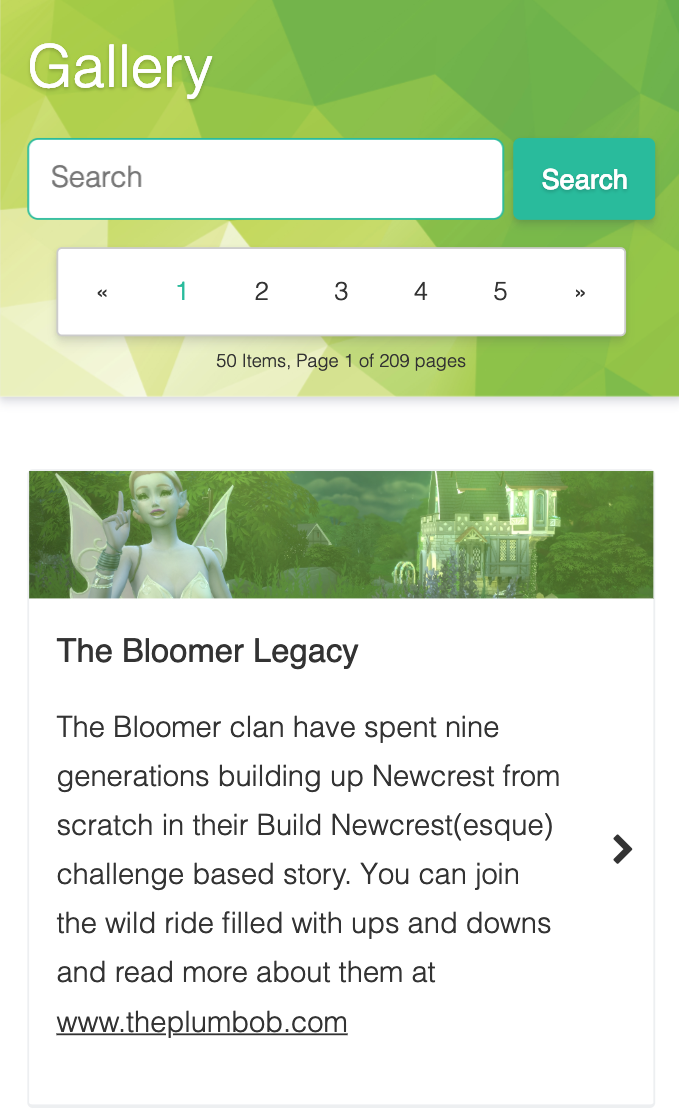 Gallery
Search Search
« 1 2 3 4 5 »
50 Items, Page 1 of 209 pages
The Bloomer Legacy
The Bloomer clan have spent nine
generations building up Newcrest from
scratch in their Build Newcrest(esque)
challenge based story. You can join
the wild ride filled with ups and downs
and read more about them at
www.theplumbob.com